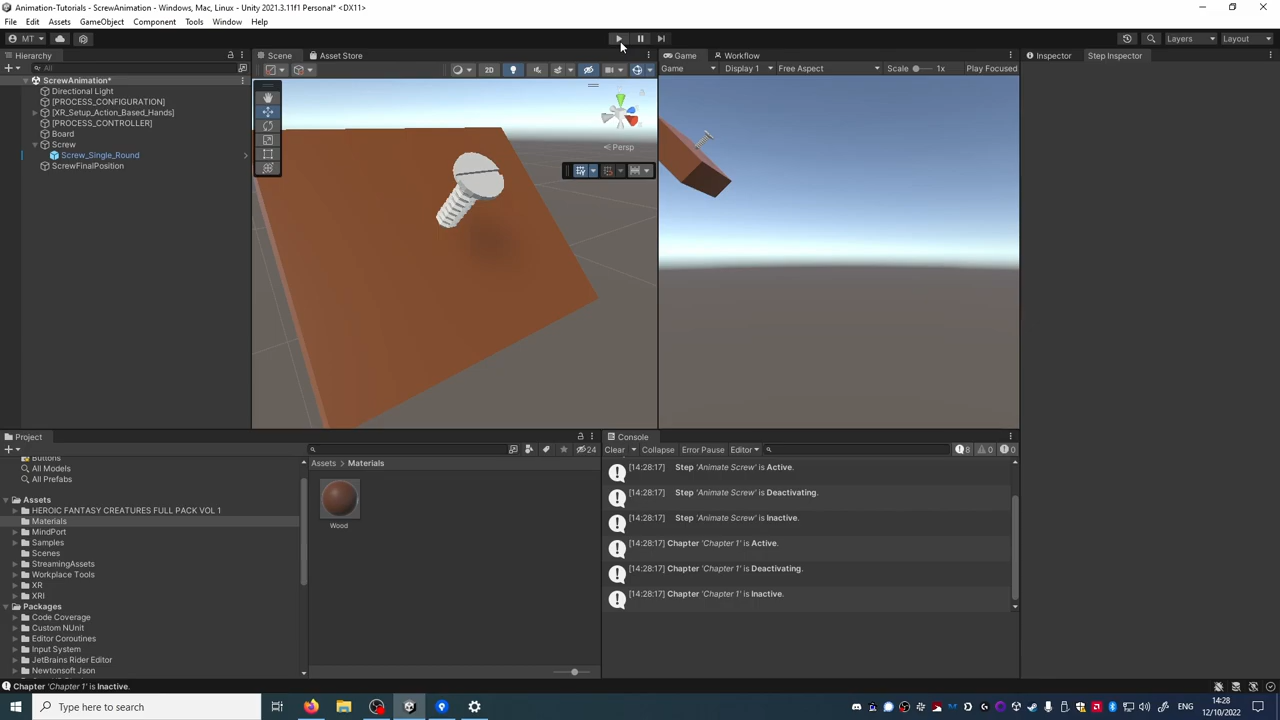 Animation-Tutorials - ScrewAnimation - Windows, Mac, Linux - Unity 2021.3.11f1 Personal* <DX11>
File Edit Assets GameObject Component Tools Window Help
MT Layers Layout
Hierarchy
All
ScrewAnimation*
Directional Light
[PROCESS_CONFIGURATION]
[XR_Setup_Action_Based_Hands]
[PROCESS_CONTROLLER]
Board
Screw
Screw_Single_Round
ScrewFinalPosition
Scene Asset Store
2D
Persp
Game Workflow
Game Display 1 Free Aspect Scale 1x Play Focused
Inspector Step Inspector
Project
24
Buttons
All Models
All Prefabs
Assets
HEROIC FANTASY CREATURES FULL PACK VOL 1
Materials
MindPort
Samples
Scenes
StreamingAssets
Workplace Tools
XR
XRI
Packages
Code Coverage
Custom NUnit
Editor Coroutines
Input System
JetBrains Rider Editor
Newtonsoft Json
Assets > Materials
Wood
Console
Clear Collapse Error Pause Editor 8 0 0
[14:28:17] Step 'Animate Screw' is Active.
[14:28:17] Step 'Animate Screw' is Deactivating.
[14:28:17] Step 'Animate Screw' is Inactive.
[14:28:17] Chapter 'Chapter 1' is Active.
[14:28:17] Chapter 'Chapter 1' is Deactivating.
[14:28:17] Chapter 'Chapter 1' is Inactive.
Chapter 'Chapter 1' is Inactive.
Type here to search
ENG
14:28
12/10/2022